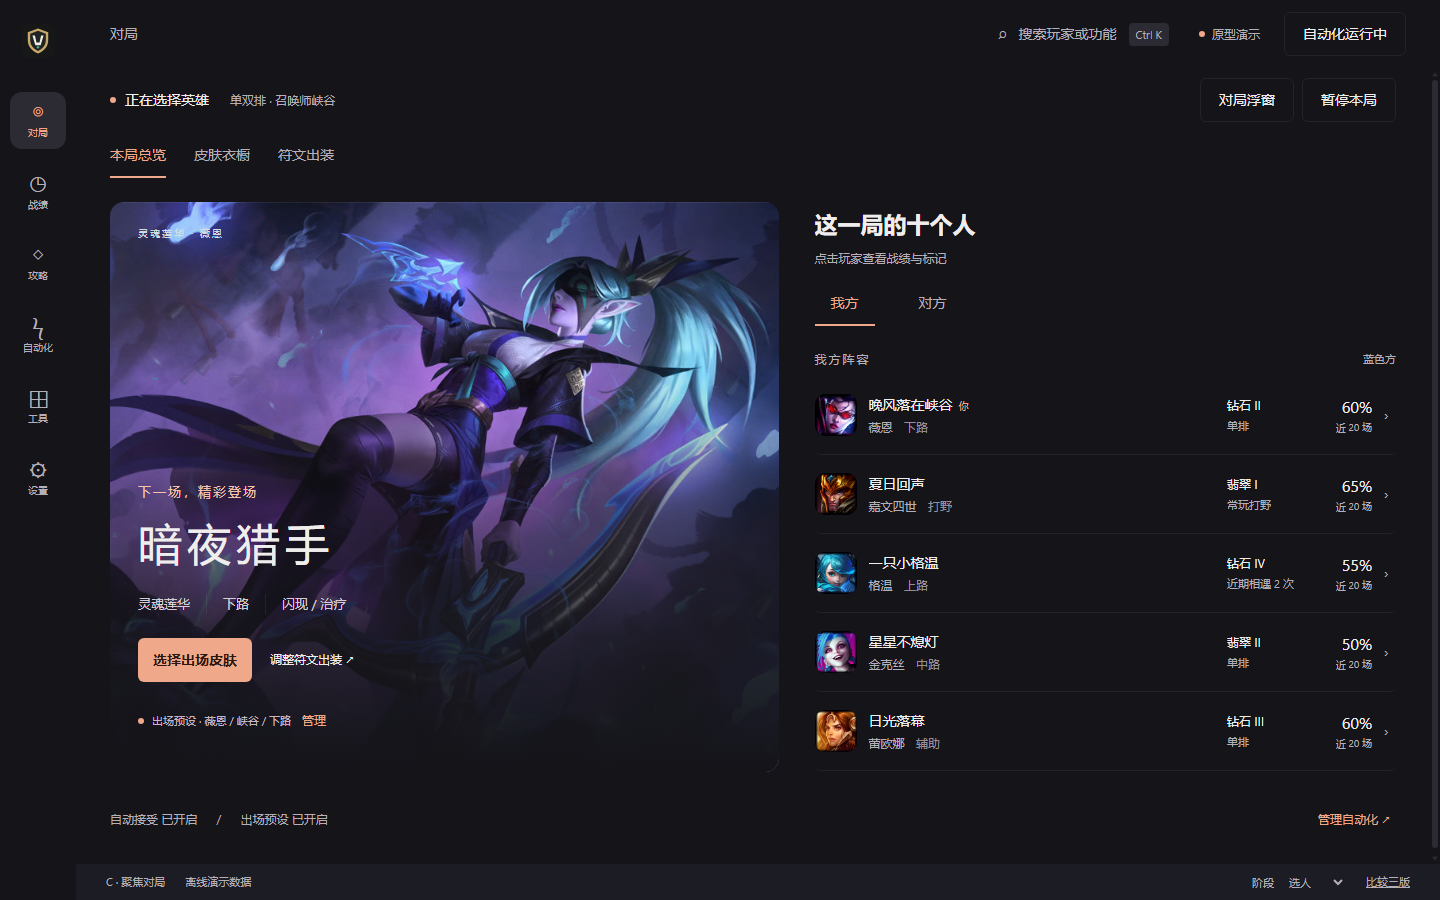 对局
搜索玩家或功能 Ctrl K
原型演示
自动化运行中
对局
战绩
攻略
自动化
工具
设置
正在选择英雄 单双排 · 召唤师峡谷
对局浮窗 暂停本局
本局总览 皮肤衣橱 符文出装
灵魂莲华 · 薇恩
下一场，精彩登场
暗夜猎手
灵魂莲华 下路 闪现 / 治疗
选择出场皮肤 调整符文出装 ↗
出场预设 · 薇恩 / 峡谷 / 下路 管理
这一局的十个人
点击玩家查看战绩与标记
我方 对方
我方阵容 蓝色方
晚风落在峡谷 你 钻石 II 60%
薇恩 下路 单排 近 20 场
夏日回声 翡翠 I 65%
嘉文四世 打野 常玩打野 近 20 场
一只小格温 钻石 IV 55%
格温 上路 近期相遇 2 次 近 20 场
星星不熄灯 翡翠 II 50%
金克丝 中路 单排 近 20 场
日光落幕 钻石 III 60%
蕾欧娜 辅助 单排 近 20 场
自动接受 已开启 / 出场预设 已开启 管理自动化 ↗
C · 聚焦对局 离线演示数据 阶段 选人 比较三版